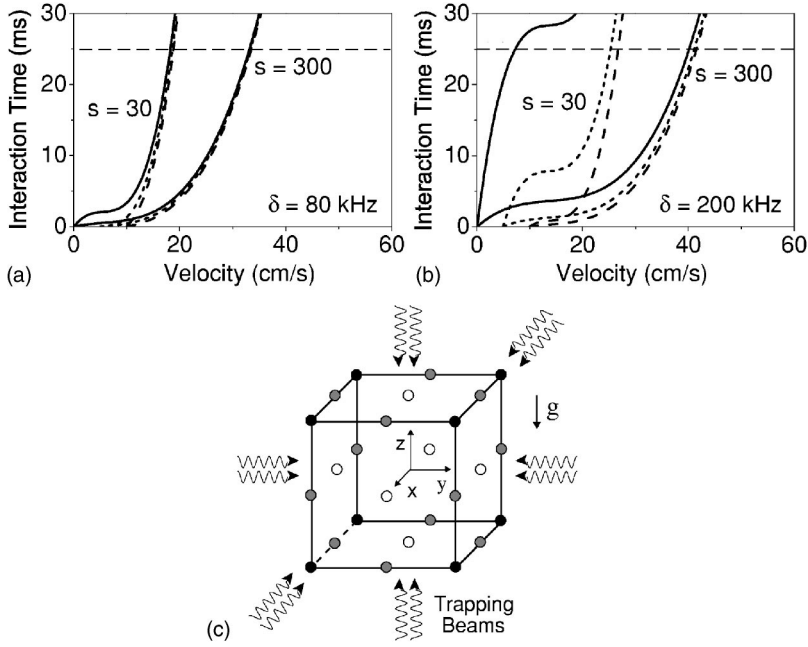 Interaction Time (ms)
30
20
10
0
s = 30
s = 300
δ = 80 kHz
0 20 40 60
Velocity (cm/s)
(a)
Interaction Time (ms)
30
20
10
0
s = 30
s = 300
δ = 200 kHz
0 20 40 60
Velocity (cm/s)
(b)
g
z
x
y
Trapping
Beams
(c)